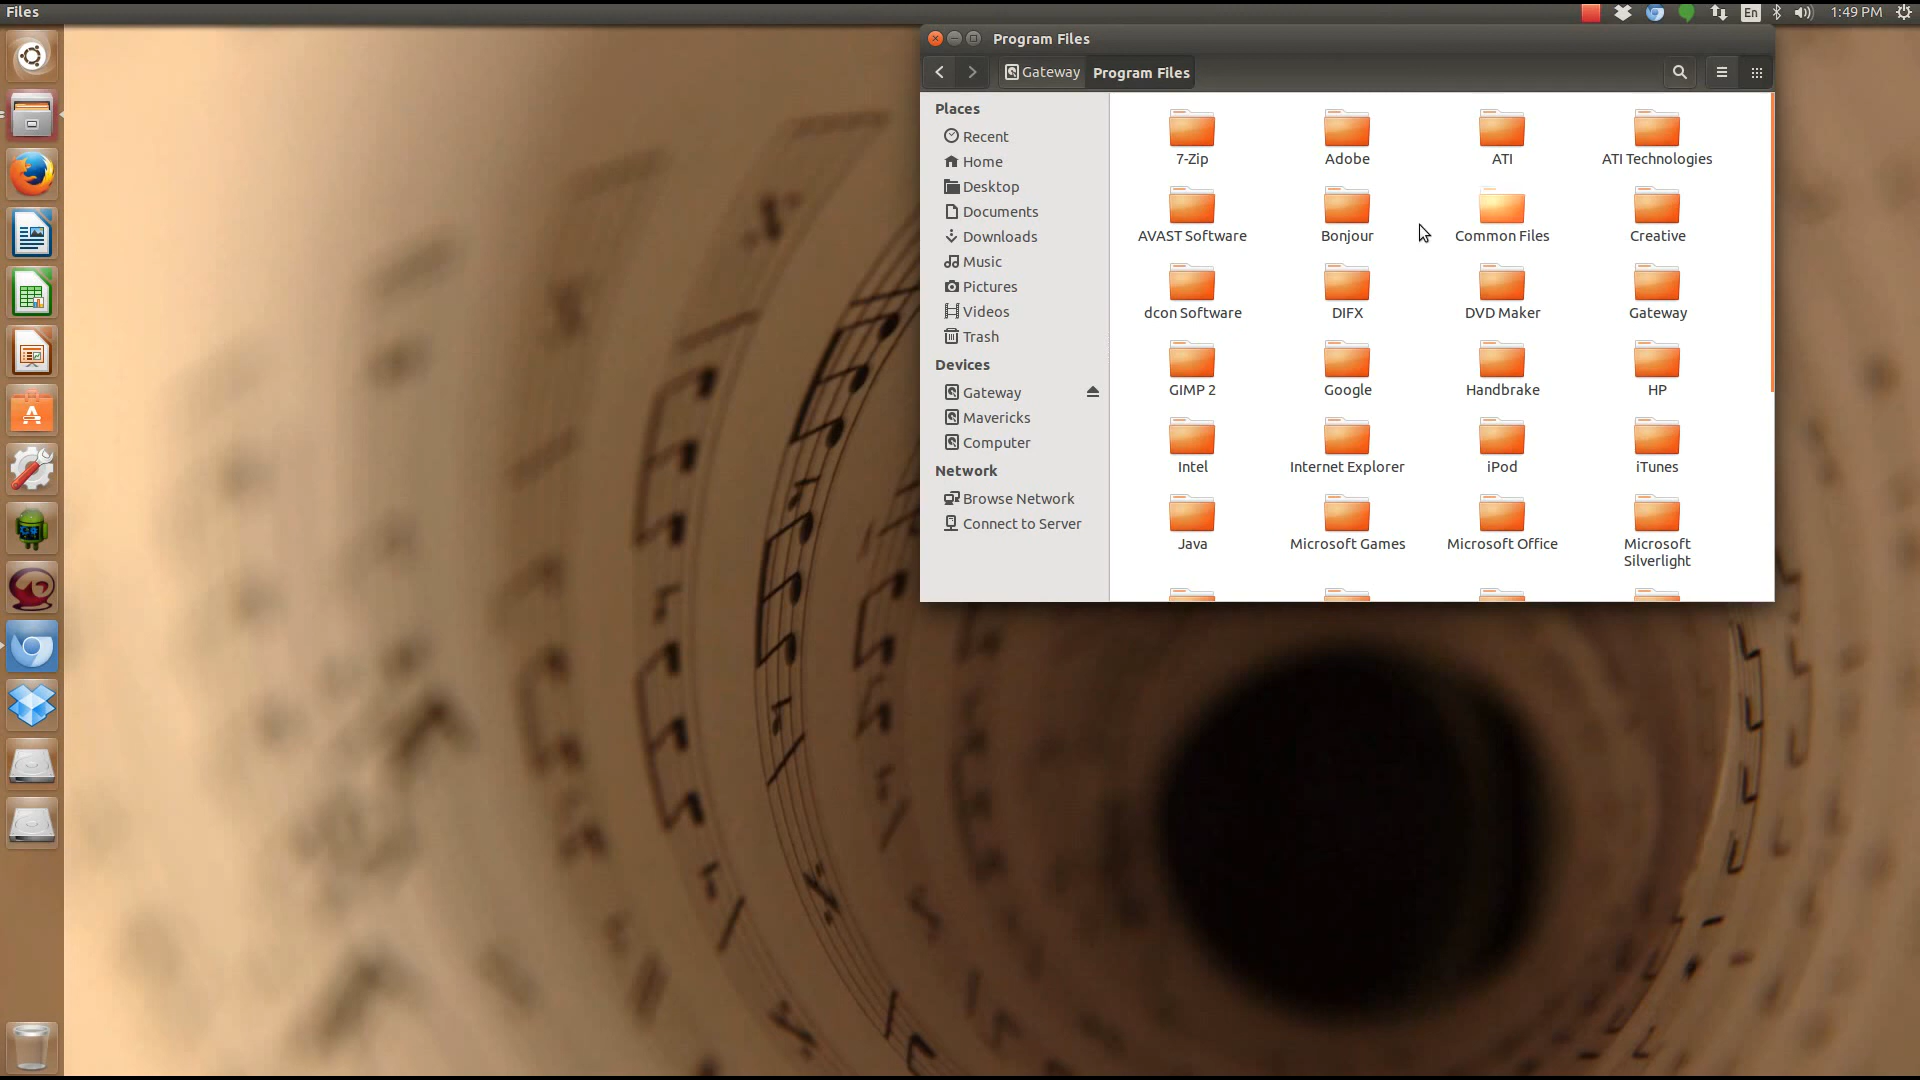 Files
En
1:49 PM
Program Files
Gateway
Program Files
Places
Recent
Home
Desktop
Documents
Downloads
Music
Pictures
Videos
Trash
Devices
Gateway
Mavericks
Computer
Network
Browse Network
Connect to Server
7-Zip
Adobe
ATI
ATI Technologies
AVAST Software
Bonjour
Common Files
Creative
dcon Software
DIFX
DVD Maker
Gateway
GIMP 2
Google
Handbrake
HP
Intel
Internet Explorer
iPod
iTunes
Java
Microsoft Games
Microsoft Office
Microsoft
Silverlight